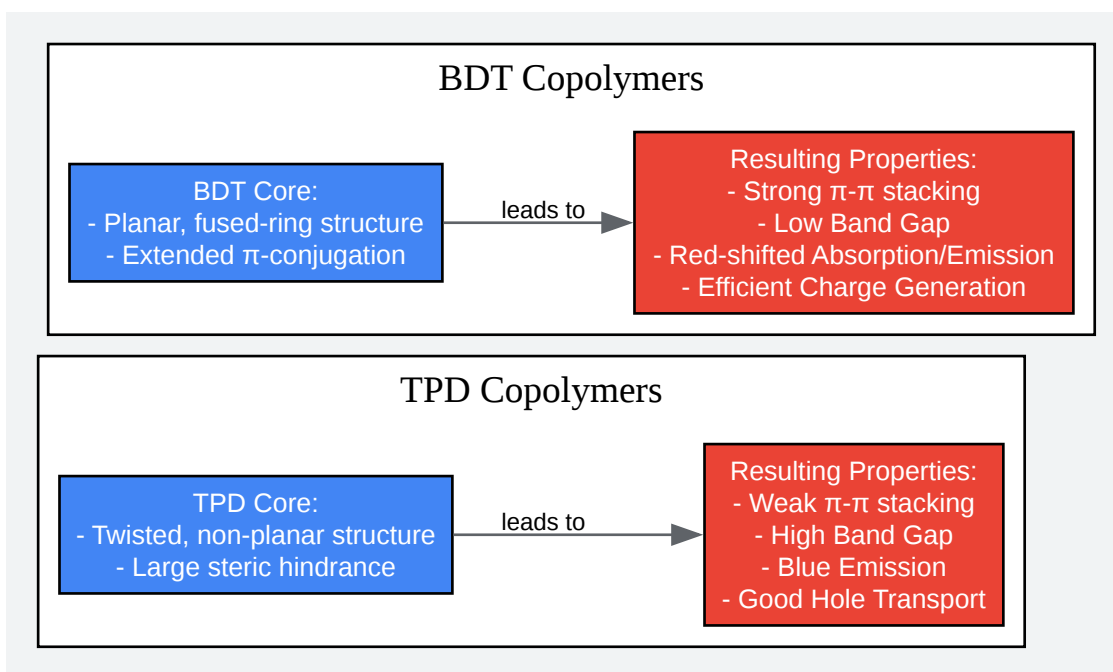 BDT Copolymers
BDT Core:
- Planar, fused-ring structure
- Extended π-conjugation
leads to
Resulting Properties:
- Strong π-π stacking
- Low Band Gap
- Red-shifted Absorption/Emission
- Efficient Charge Generation
TPD Copolymers
TPD Core:
- Twisted, non-planar structure
- Large steric hindrance
leads to
Resulting Properties:
- Weak π-π stacking
- High Band Gap
- Blue Emission
- Good Hole Transport